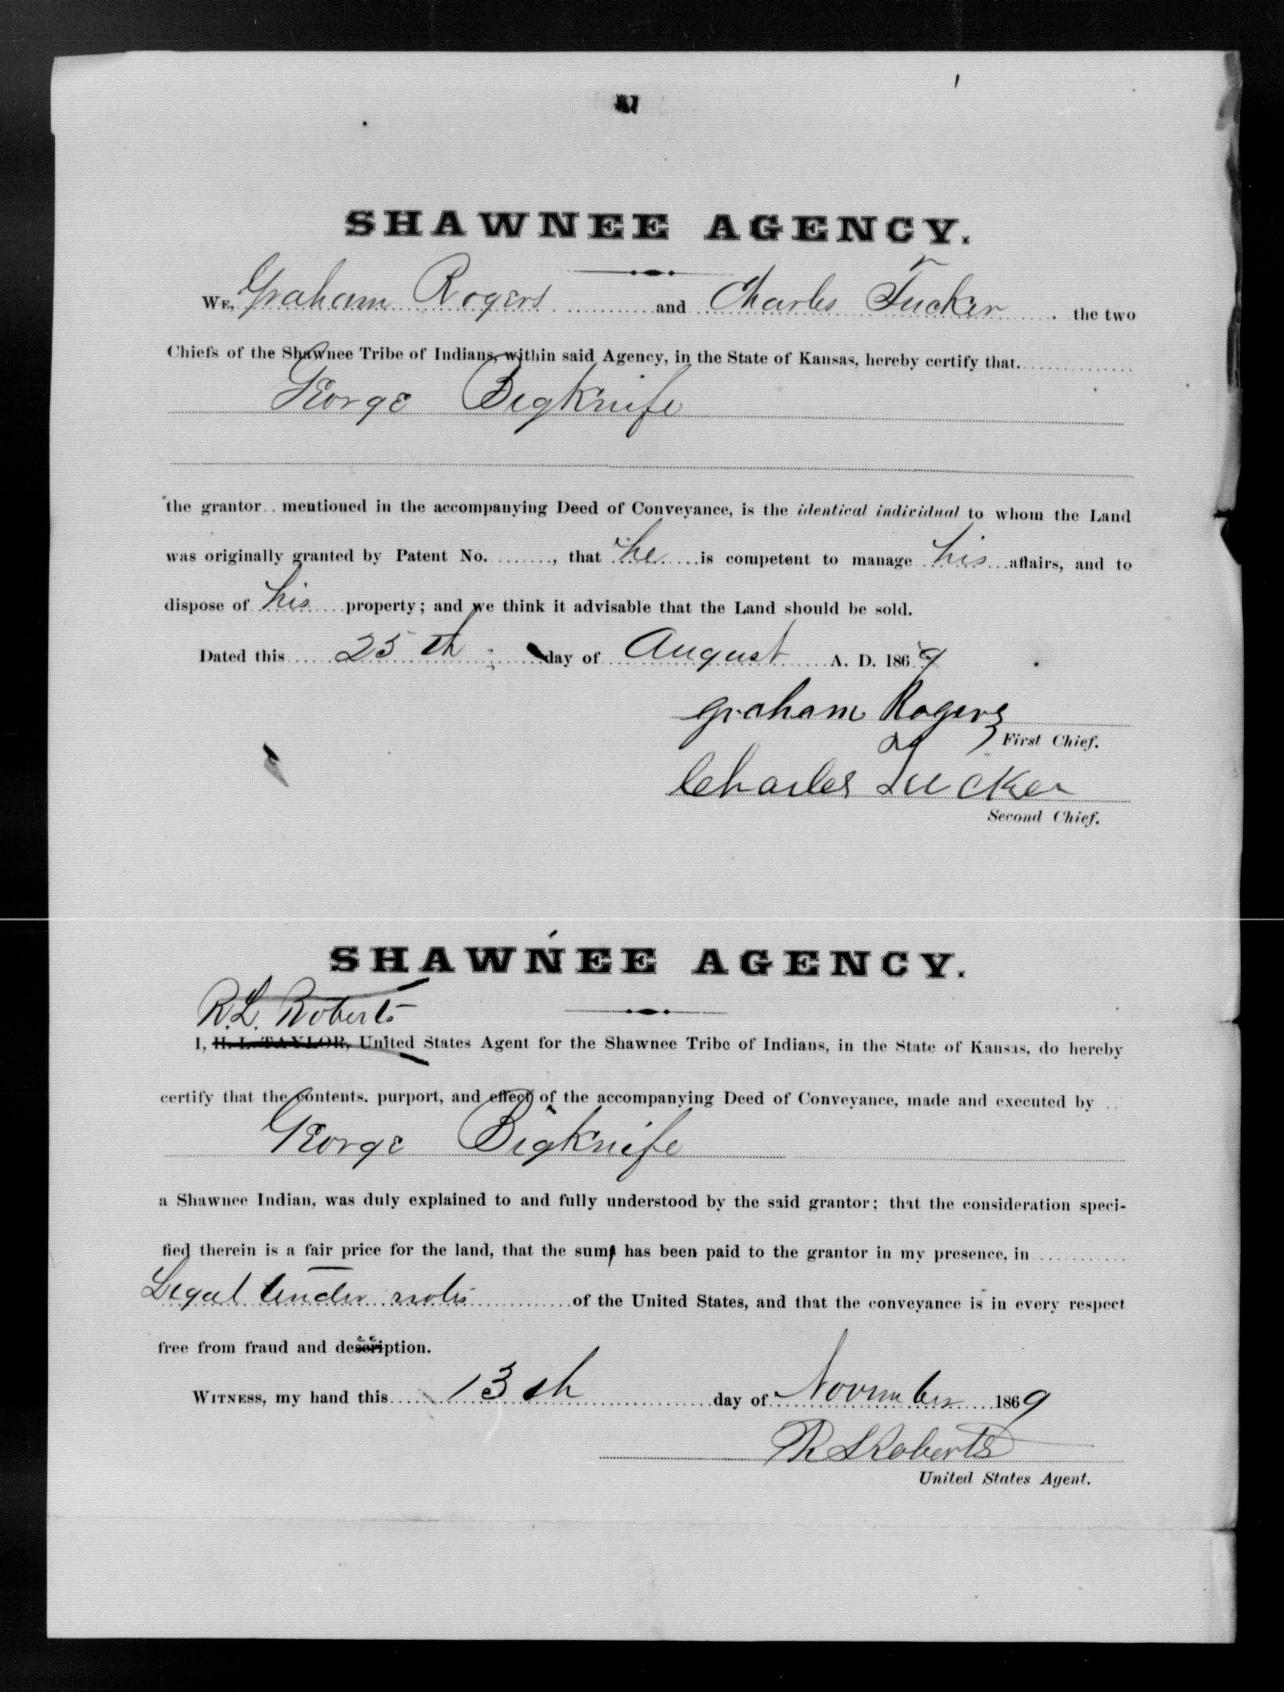 SHAWNEE AGENCY.
WE, Graham Rogers and Charles Tucker the two
Chiefs of the Shawnee Tribe of Indians, within said Agency, in the State of Kansas, hereby certify that
George Bigknife
the grantor mentioned in the accompanying Deed of Conveyance, is the identical individual to whom the Land
was originally granted by Patent No. ........, that he is competent to manage his affairs, and to
dispose of his property; and we think it advisable that the Land should be sold.
Dated this 25th day of August A. D. 1869
Graham Rogers
First Chief.
Charles Tucker
Second Chief.
SHAWNEE AGENCY.
R.L. Roberts
I, H. L. TAYLOR, United States Agent for the Shawnee Tribe of Indians, in the State of Kansas, do hereby
certify that the contents, purport, and effect of the accompanying Deed of Conveyance, made and executed by
George Bigknife
a Shawnee Indian, was duly explained to and fully understood by the said grantor; that the consideration speci-
fied therein is a fair price for the land, that the sum has been paid to the grantor in my presence, in
Legal tender notes of the United States, and that the conveyance is in every respect
free from fraud and description.
WITNESS, my hand this 13th day of November 1869
R L Roberts
United States Agent.